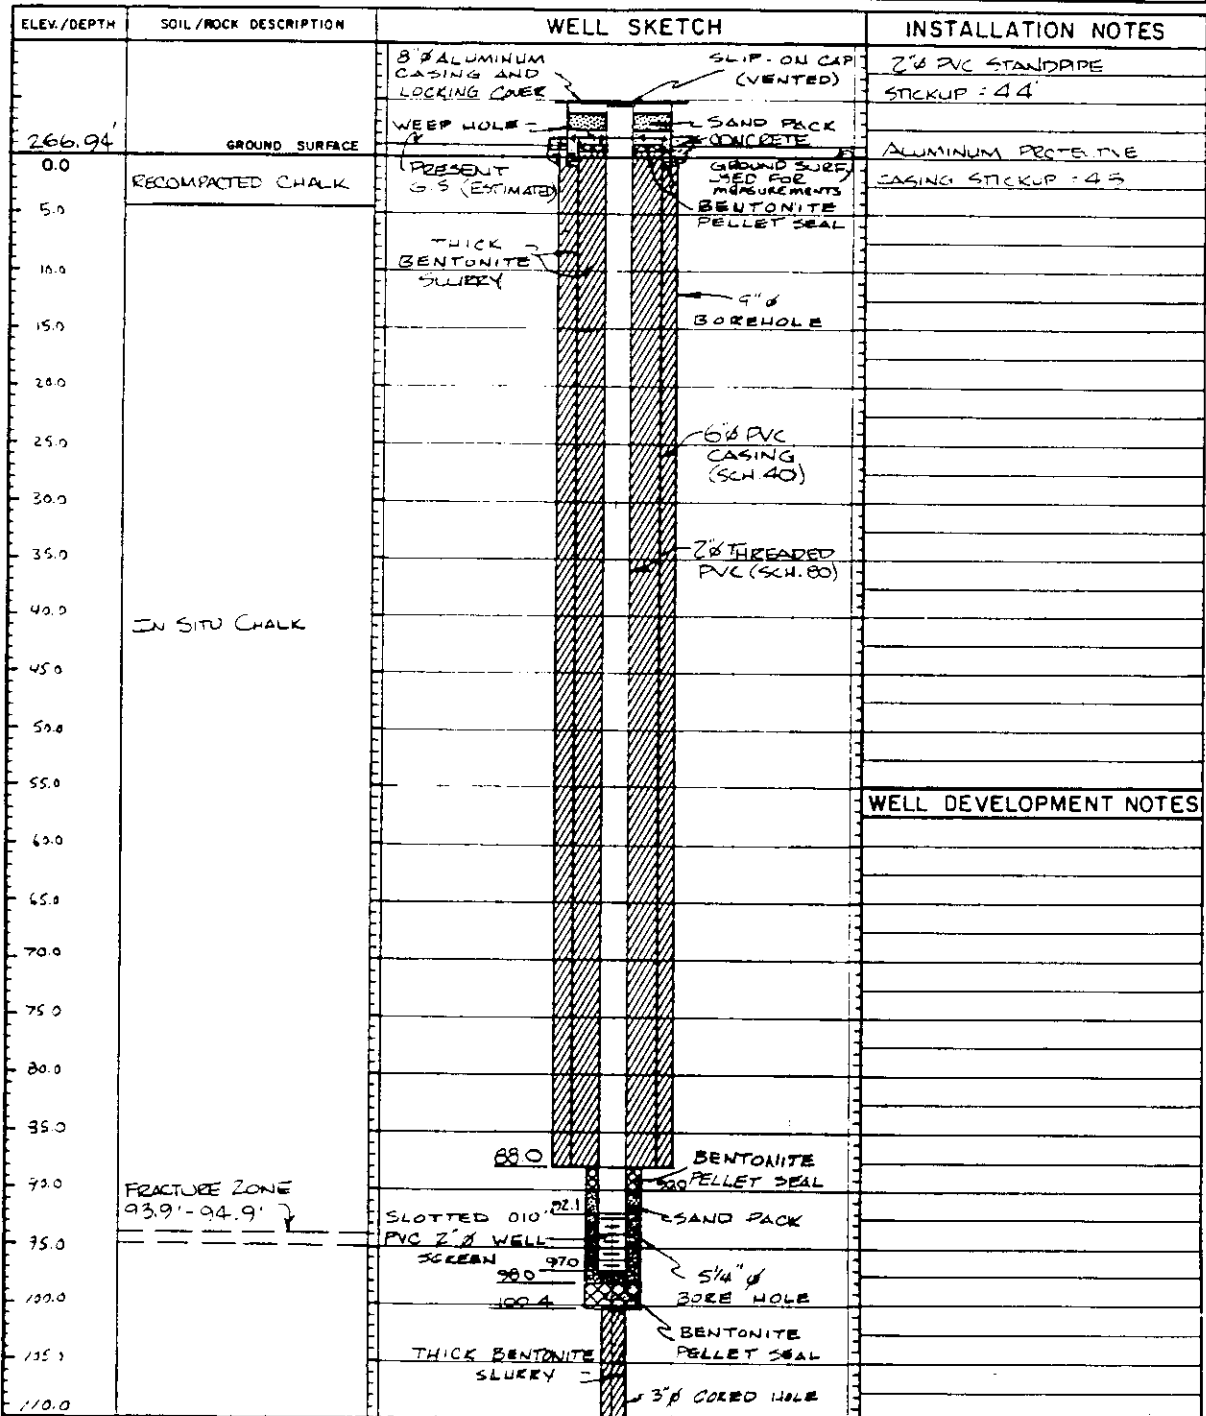 ELEV./DEPTH
SOIL/ROCK DESCRIPTION
WELL SKETCH
INSTALLATION NOTES
8"Ø ALUMINUM
CASING AND
LOCKING COVER
SLIP-ON CAP
(VENTED)
2"Ø PVC STANDPIPE
STICKUP : 4.4'
WEEP HOLE
SAND PACK
CONCRETE
266.94'
GROUND SURFACE
PRESENT
G.S (ESTIMATED)
GROUND SURF.
USED FOR
MEASUREMENTS
BENTONITE
PELLET SEAL
ALUMINUM PROTECTIVE
CASING STICKUP : 4.5
0.0
RECOMPACTED CHALK
5.0
THICK
BENTONITE
SLURRY
10.0
9"Ø
BOREHOLE
15.0
20.0
25.0
6"Ø PVC
CASING
(SCH.40)
30.0
35.0
2"Ø THREADED
PVC (SCH.80)
40.0
IN SITU CHALK
45.0
50.0
55.0
WELL DEVELOPMENT NOTES
60.0
65.0
70.0
75.0
80.0
85.0
88.0
BENTONITE
PELLET SEAL
90.0
90.0
FRACTURE ZONE
93.9'-94.9'
92.1
SLOTTED .010"
PVC 2"Ø WELL
SCREEN
SAND PACK
95.0
97.0
98.0
5 1/4"Ø
BORE HOLE
100.0
100.4
BENTONITE
PELLET SEAL
105.0
THICK BENTONITE
SLURRY
3"Ø CORED HOLE
110.0